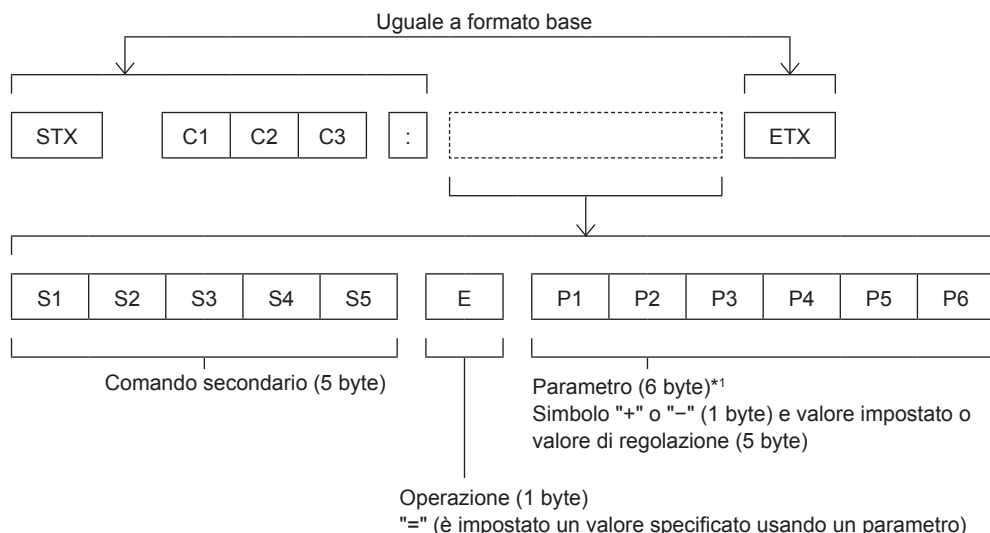 Uguale a formato base
STX C1 C2 C3 : ETX
S1 S2 S3 S4 S5 E P1 P2 P3 P4 P5 P6
Comando secondario (5 byte)
Parametro (6 byte)*1
Simbolo "+" o "−" (1 byte) e valore impostato o
valore di regolazione (5 byte)
Operazione (1 byte)
"=" (è impostato un valore specificato usando un parametro)